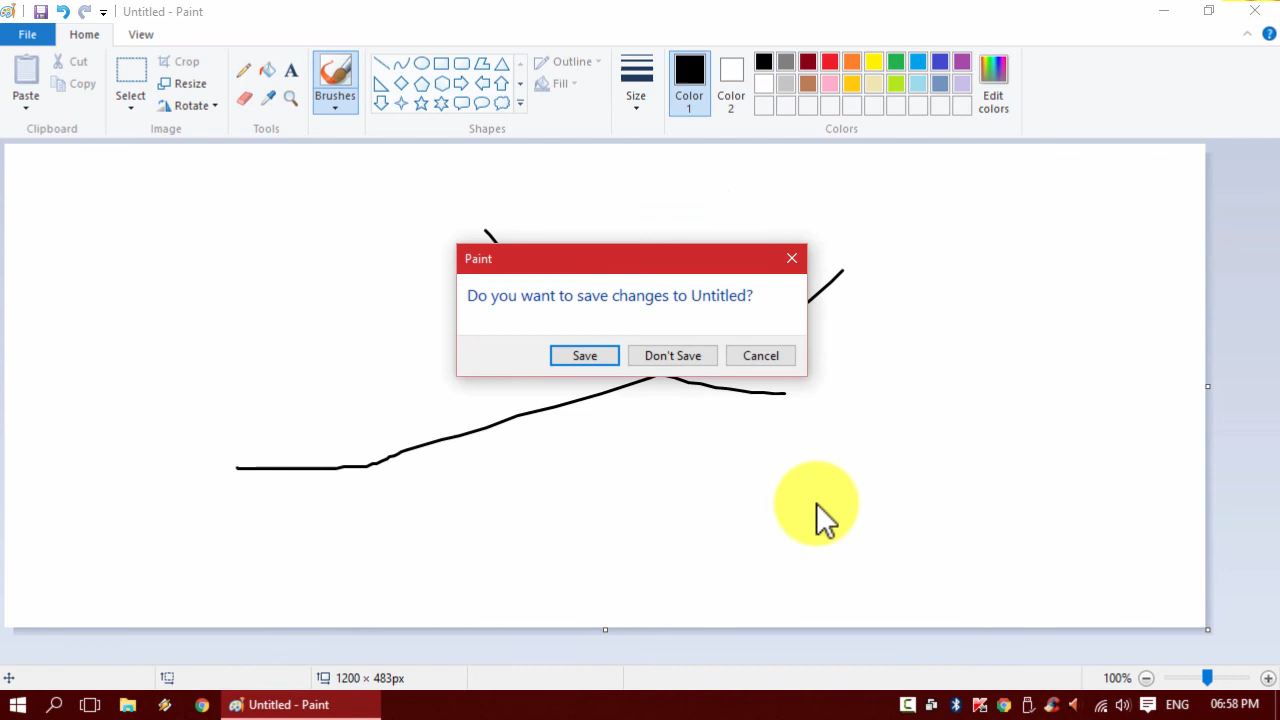 Untitled - Paint
File
Home
View
Paste
Cut
Copy
Clipboard
Select
Crop
Resize
Rotate
Image
A
Tools
Brushes
Outline
Fill
Shapes
Size
Color
1
Color
2
Edit
colors
Colors
Paint
Do you want to save changes to Untitled?
Save
Don't Save
Cancel
1200 × 483px
100%
Untitled - Paint
ENG
06:58 PM